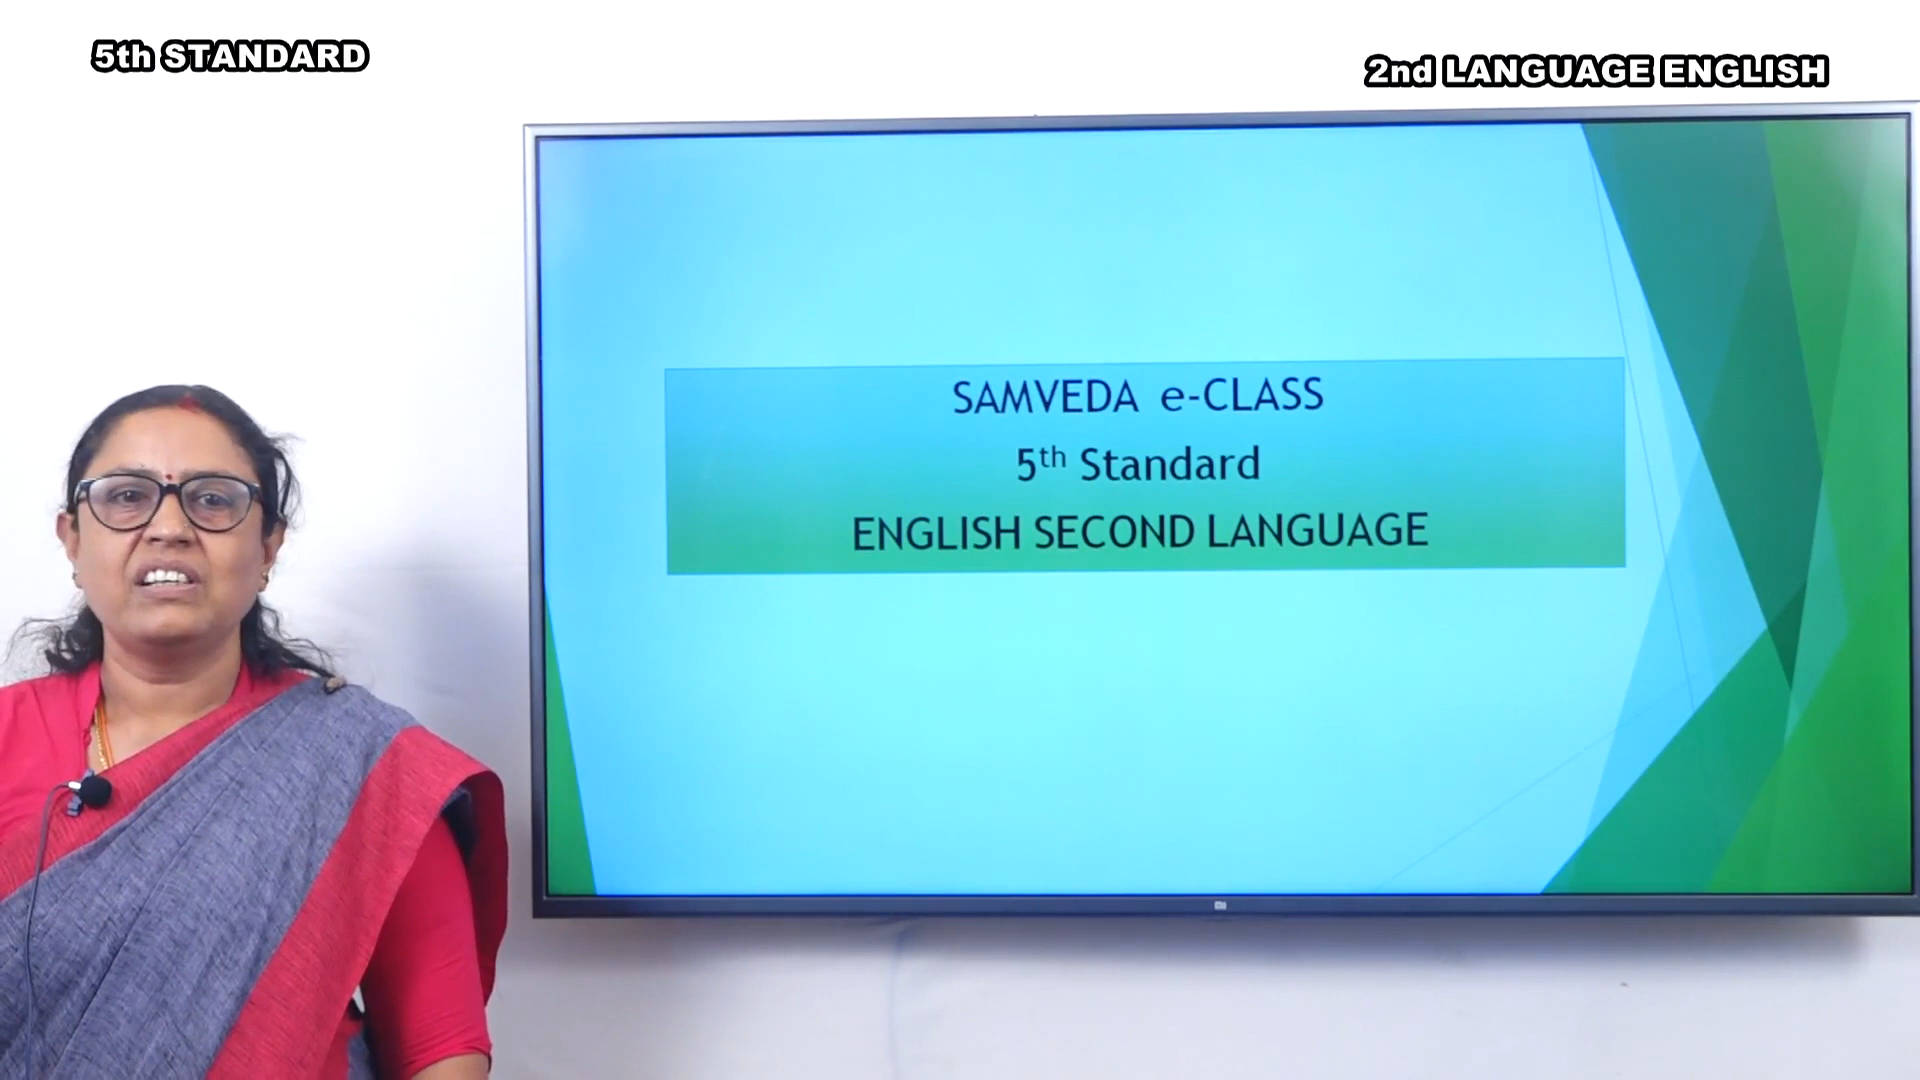 5th STANDARD
2nd LANGUAGE ENGLISH
SAMVEDA e-CLASS
5th Standard
ENGLISH SECOND LANGUAGE